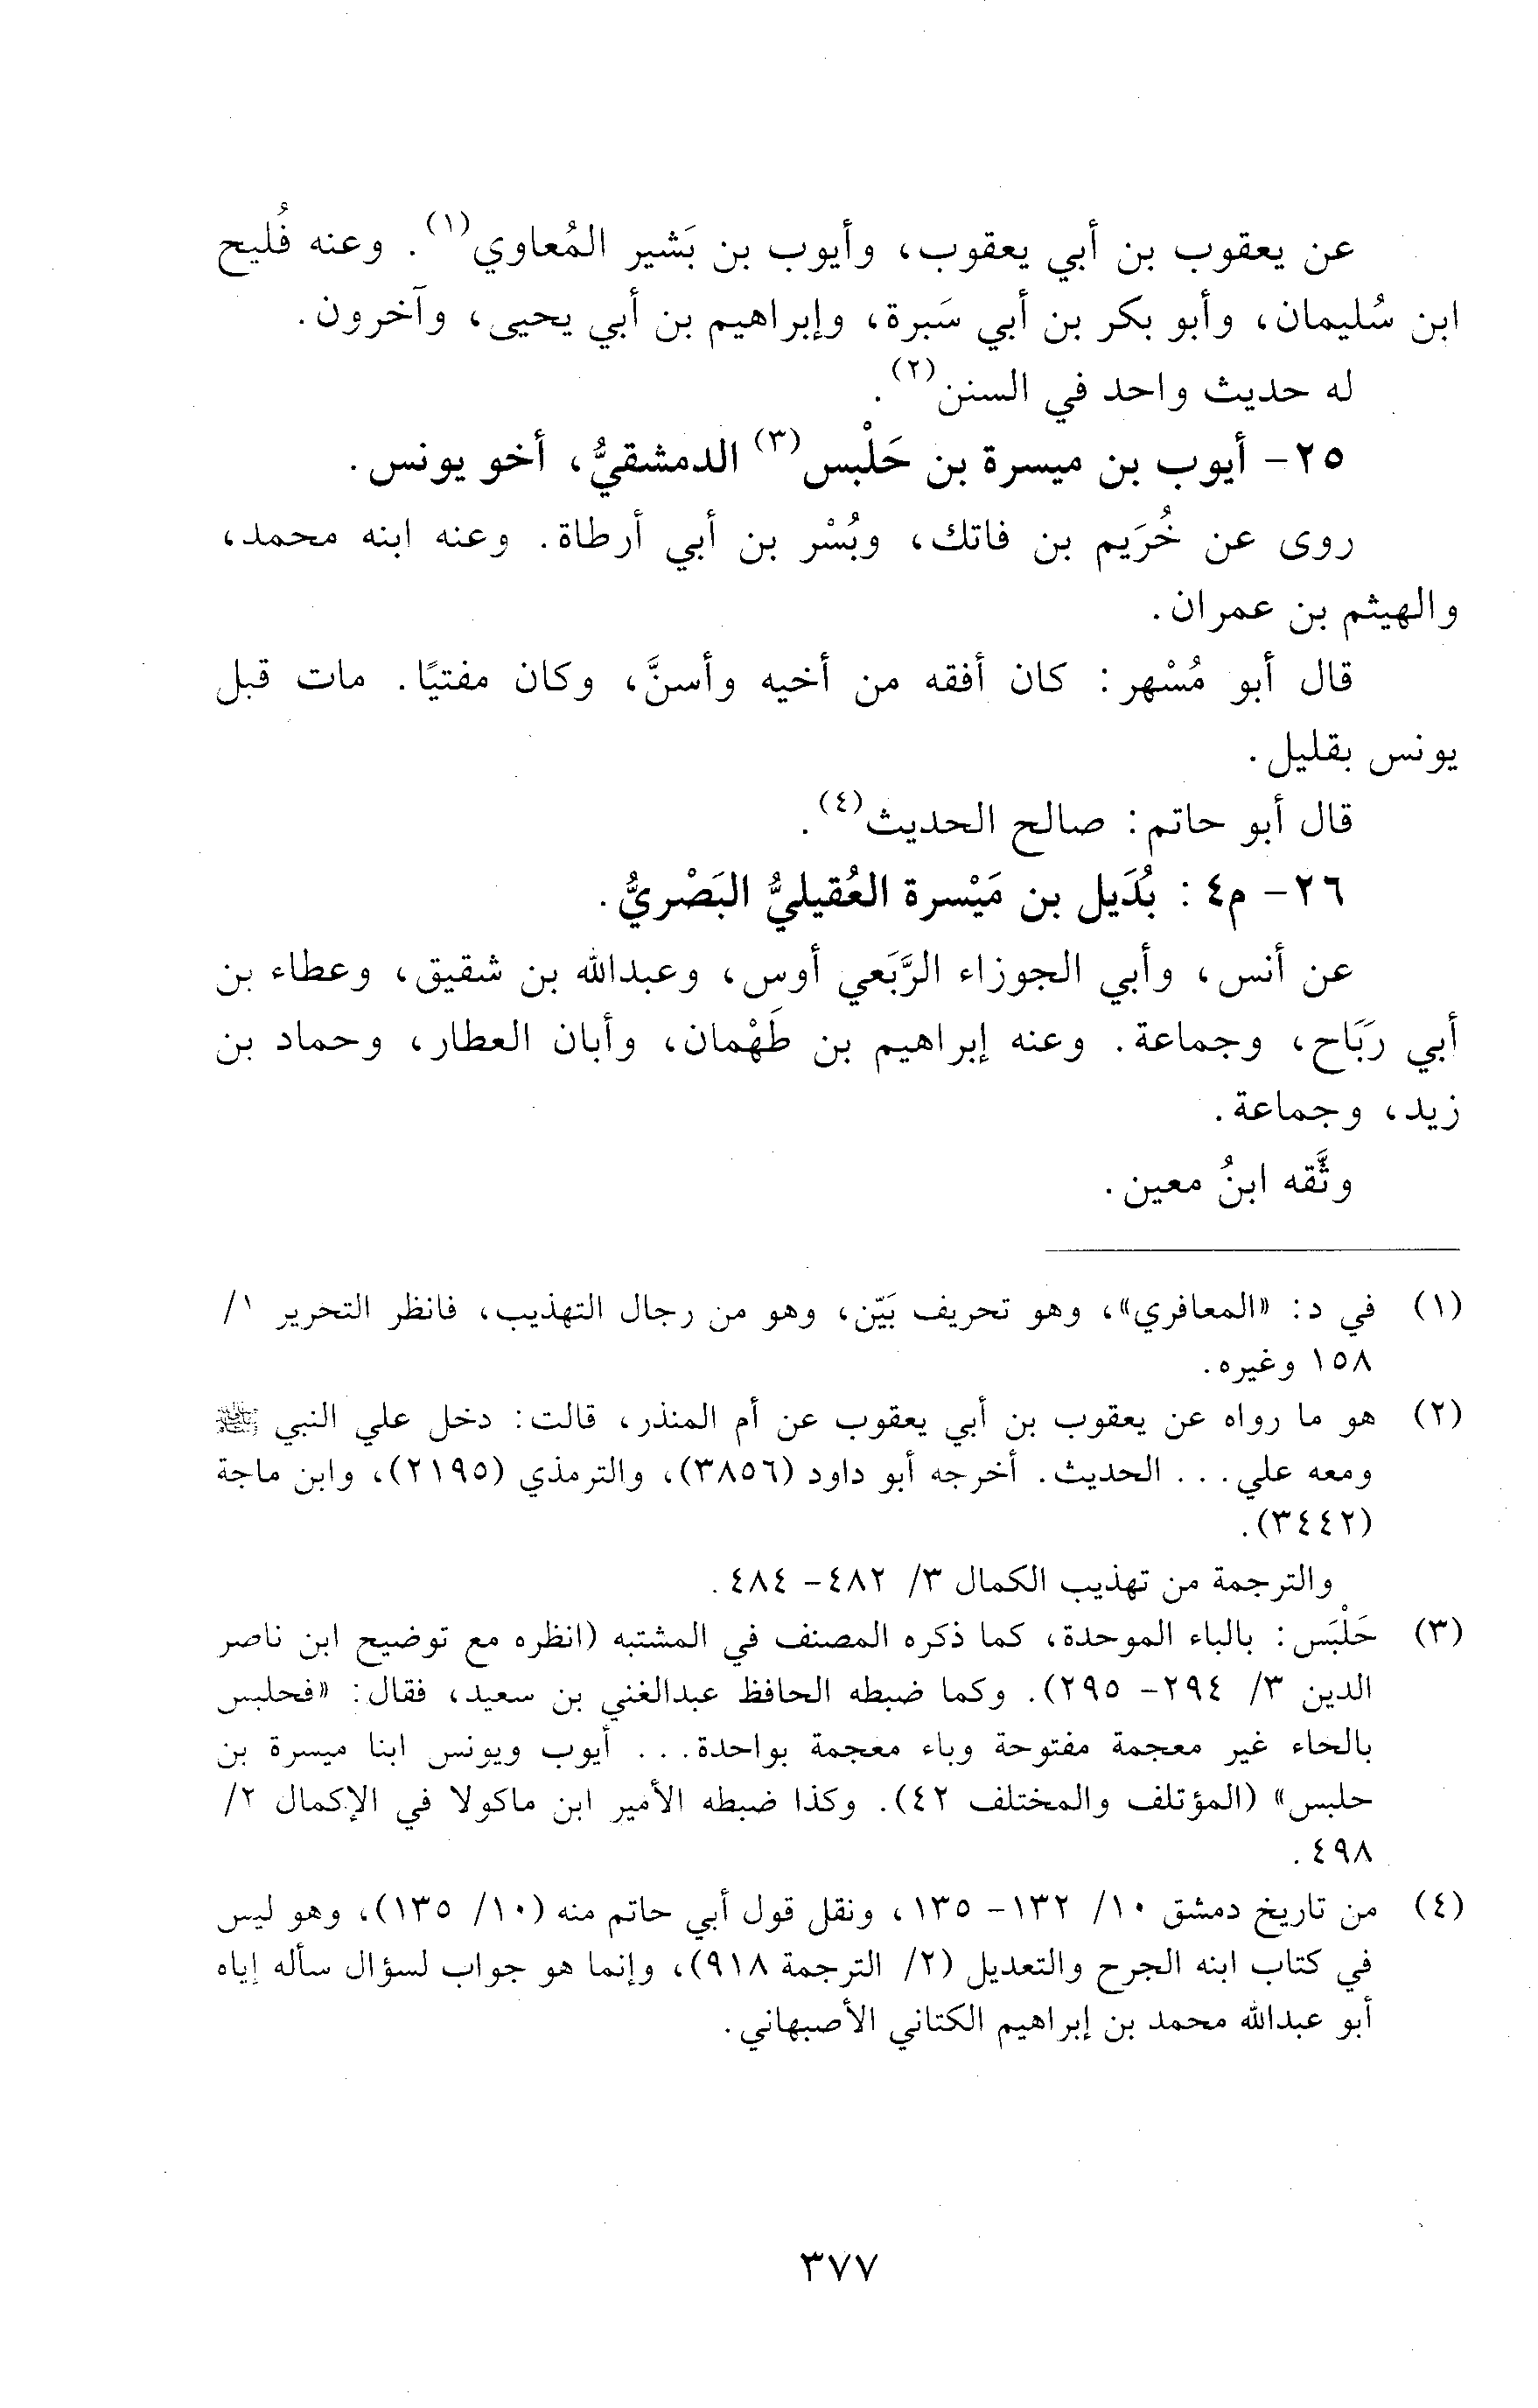 عن يعقوب بن أبي يعقوب، وأيوب بن بَشير المُعاوي(١). وعنه فُليح
ابن سُليمان، وأبو بكر بن أبي سَبرة، وإبراهيم بن أبي يحيى، وآخرون.
له حديث واحد في السنن(٢).
٢٥- أيوب بن ميسرة بن حَلْبس(٣) الدمشقيُّ، أخو يونس.
روى عن خُرَيم بن فاتك، وبُسْر بن أبي أرطاة. وعنه ابنه محمد،
والهيثم بن عمران.
قال أبو مُسْهر: كان أفقه من أخيه وأسنَّ، وكان مفتيًا. مات قبل
يونس بقليل.
قال أبو حاتم: صالح الحديث(٤).
٢٦- م٤: بُدَيل بن مَيْسرة العُقيليُّ البَصْريُّ.
عن أنس، وأبي الجوزاء الرَّبَعي أوس، وعبدالله بن شقيق، وعطاء بن
أبي رَبَاح، وجماعة. وعنه إبراهيم بن طَهْمان، وأبان العطار، وحماد بن
زيد، وجماعة.
وثَّقه ابنُ معين.
(١) في د: «المعافري»، وهو تحريف بَيّن، وهو من رجال التهذيب، فانظر التحرير ١/
١٥٨ وغيره.
(٢) هو ما رواه عن يعقوب بن أبي يعقوب عن أم المنذر، قالت: دخل علي النبي ﷺ
ومعه علي... الحديث. أخرجه أبو داود (٣٨٥٦)، والترمذي (٢١٩٥)، وابن ماجة
(٣٤٤٢).
والترجمة من تهذيب الكمال ٣/ ٤٨٢- ٤٨٤.
(٣) حَلْبَس: بالباء الموحدة، كما ذكره المصنف في المشتبه (انظره مع توضيح ابن ناصر
الدين ٣/ ٢٩٤- ٢٩٥). وكما ضبطه الحافظ عبدالغني بن سعيد، فقال: «فحلبس
بالحاء غير معجمة مفتوحة وباء معجمة بواحدة... أيوب ويونس ابنا ميسرة بن
حلبس» (المؤتلف والمختلف ٤٢). وكذا ضبطه الأمير ابن ماكولا في الإكمال ٢/
٤٩٨.
(٤) من تاريخ دمشق ١٠/ ١٣٢- ١٣٥، ونقل قول أبي حاتم منه (١٠/ ١٣٥)، وهو ليس
في كتاب ابنه الجرح والتعديل (٢/ الترجمة ٩١٨)، وإنما هو جواب لسؤال سأله إياه
أبو عبدالله محمد بن إبراهيم الكتاني الأصبهاني.
٣٧٧